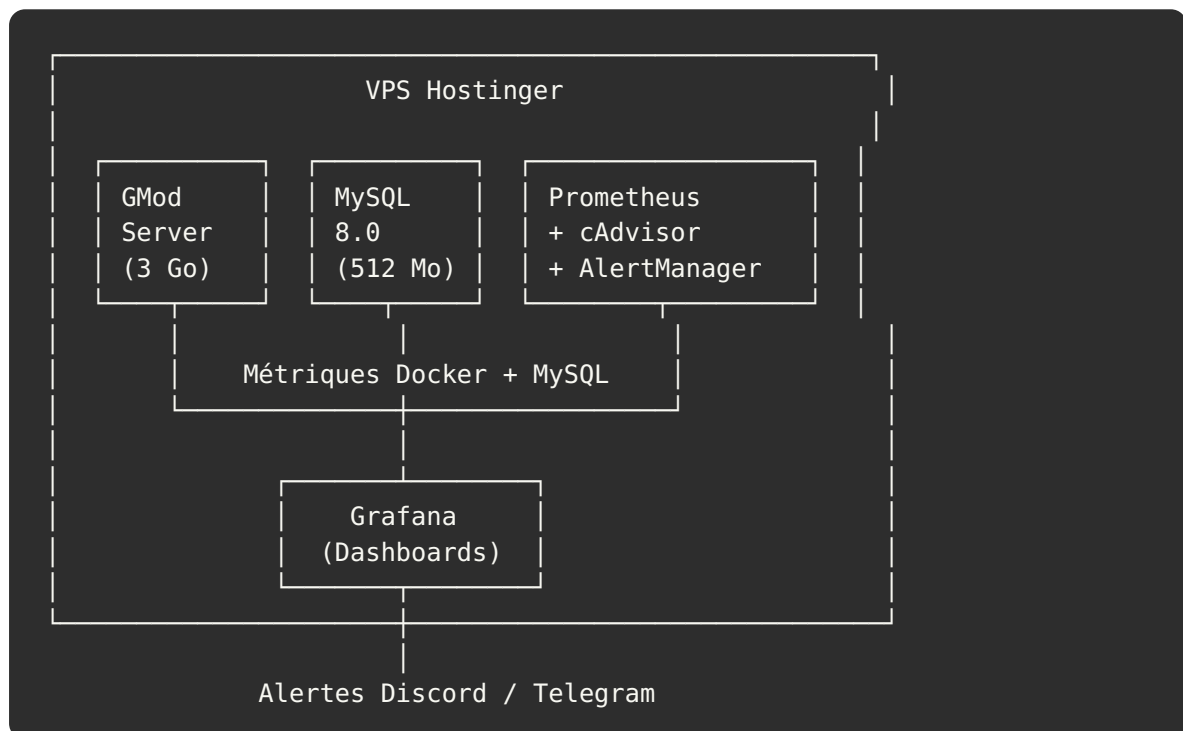 VPS Hostinger
GMod MySQL Prometheus
Server 8.0 + cAdvisor
(3 Go) (512 Mo) + AlertManager
Métriques Docker + MySQL
Grafana
(Dashboards)
Alertes Discord / Telegram